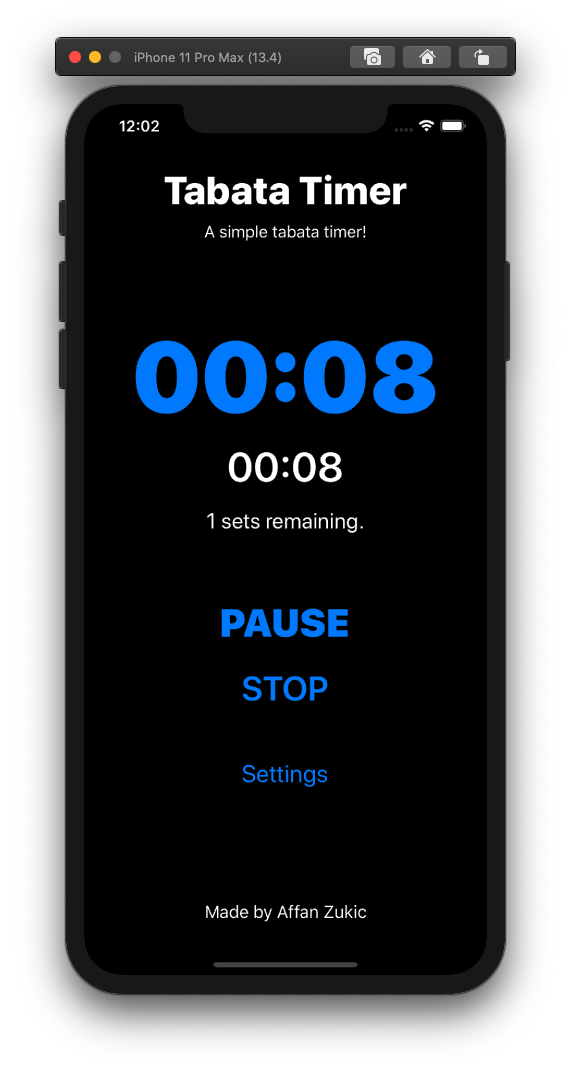 iPhone 11 Pro Max (13.4)
12:02
Tabata Timer
A simple tabata timer!
00:08
00:08
1 sets remaining.
PAUSE
STOP
Settings
Made by Affan Zukic